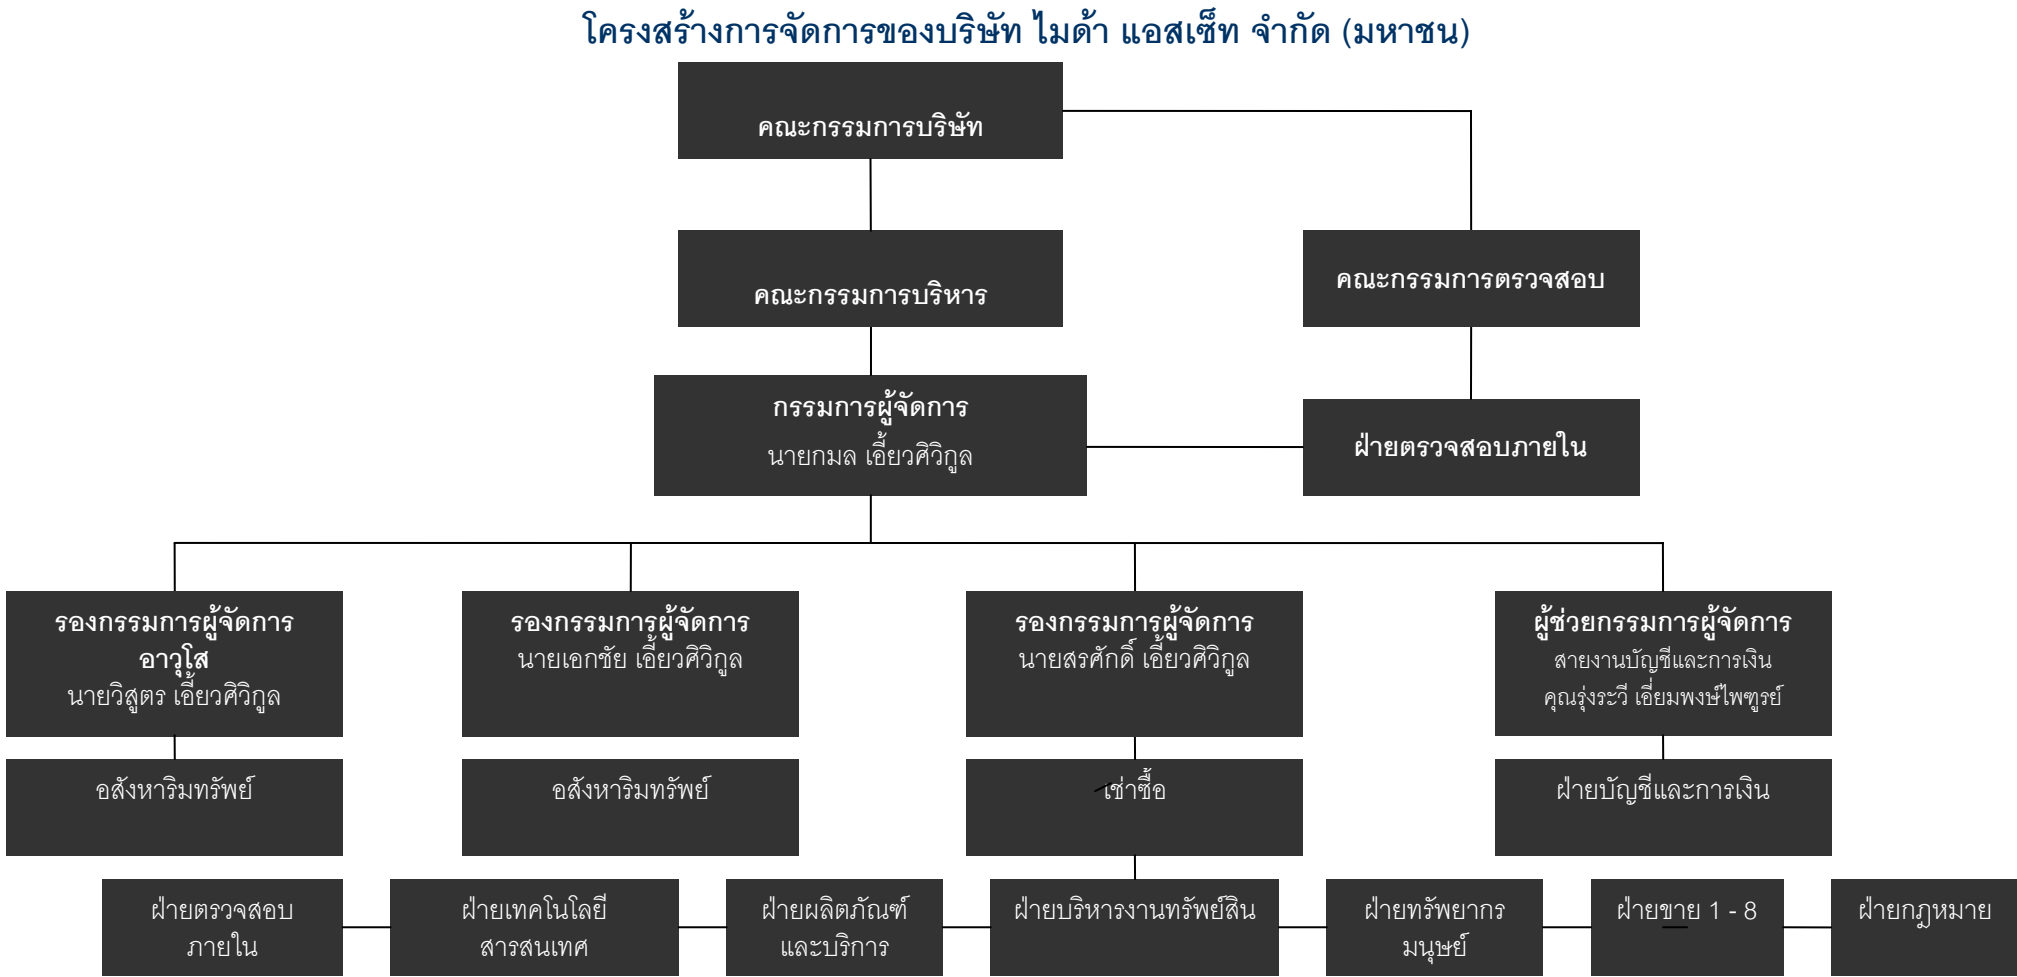 โครงสร้างการจัดการของบริษัท ไมด้า แอสเซ็ท จำกัด (มหาชน)
คณะกรรมการบริษัท
คณะกรรมการบริหาร
คณะกรรมการตรวจสอบ
กรรมการผู้จัดการ
นายกมล เอี้ยวศิวิกูล
ฝ่ายตรวจสอบภายใน
รองกรรมการผู้จัดการ
อาวุโส
นายวิสูตร เอี้ยวศิวิกูล
รองกรรมการผู้จัดการ
นายเอกชัย เอี้ยวศิวิกูล
รองกรรมการผู้จัดการ
นายสรศักดิ์ เอี้ยวศิวิกูล
ผู้ช่วยกรรมการผู้จัดการ
สายงานบัญชีและการเงิน
คุณรุ่งระวี เอี่ยมพงษ์ไพฑูรย์
อสังหาริมทรัพย์
อสังหาริมทรัพย์
เช่าซื้อ
ฝ่ายบัญชีและการเงิน
ฝ่ายตรวจสอบ
ภายใน
ฝ่ายเทคโนโลยี
สารสนเทศ
ฝ่ายผลิตภัณฑ์
และบริการ
ฝ่ายบริหารงานทรัพย์สิน
ฝ่ายทรัพยากร
มนุษย์
ฝ่ายขาย 1 - 8
ฝ่ายกฎหมาย